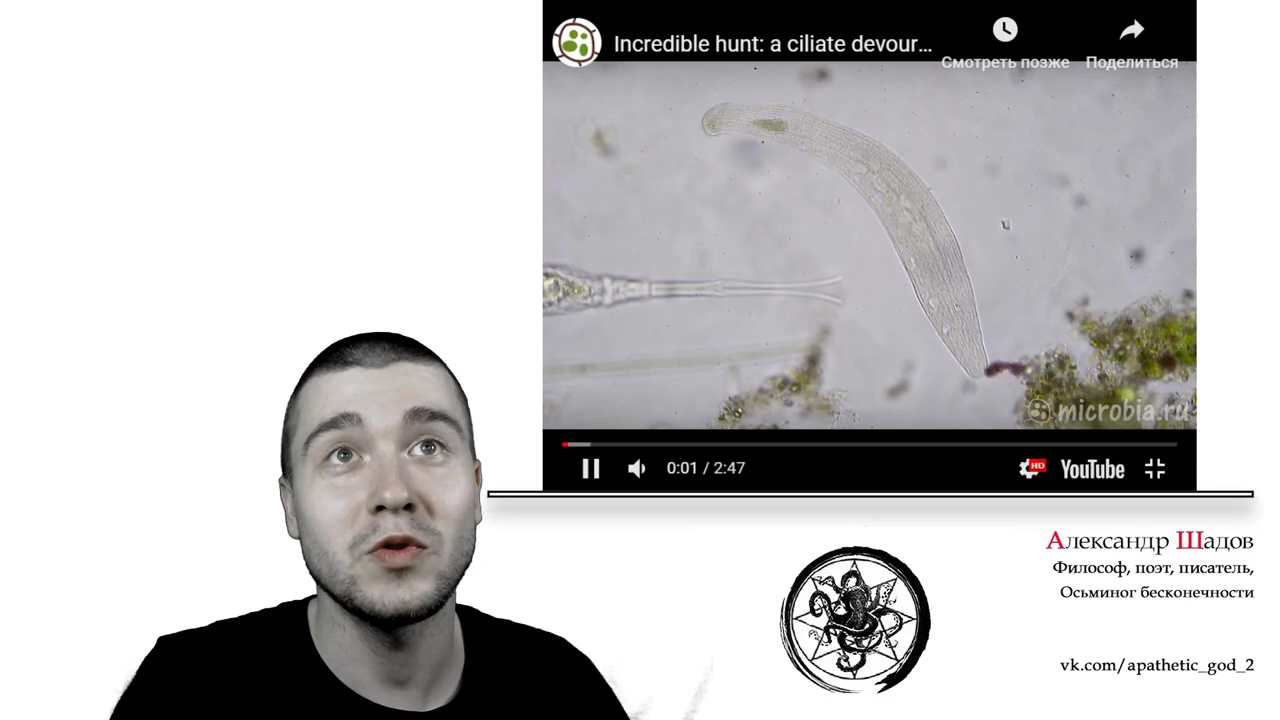 Incredible hunt: a ciliate devour...
Смотреть позже
Поделиться
microbia.ru
0:01 / 2:47
HD
YouTube
Александр Шадов
Философ, поэт, писатель,
Осьминог бесконечности
vk.com/apathetic_god_2